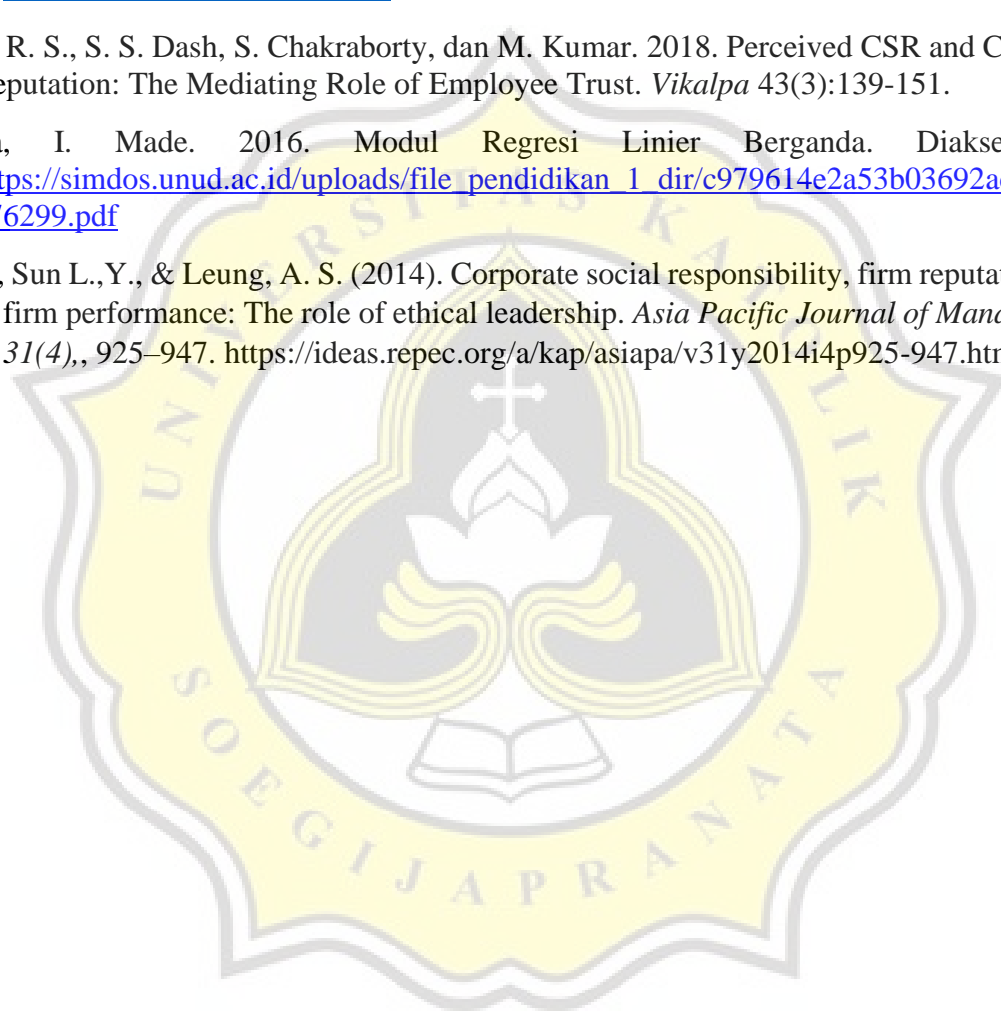 R. S., S. S. Dash, S. Chakraborty, dan M. Kumar. 2018. Perceived CSR and C
eputation: The Mediating Role of Employee Trust. Vikalpa 43(3):139-151.
a, I. Made. 2016. Modul Regresi Linier Berganda. Diakse
tps://simdos.unud.ac.id/uploads/file_pendidikan_1_dir/c979614e2a53b03692a
76299.pdf
, Sun L.,Y., & Leung, A. S. (2014). Corporate social responsibility, firm reputat
firm performance: The role of ethical leadership. Asia Pacific Journal of Mana
31(4),, 925–947. https://ideas.repec.org/a/kap/asiapa/v31y2014i4p925-947.htm
UNIVERSITAS KATOLIK
SOEGIJAPRANATA